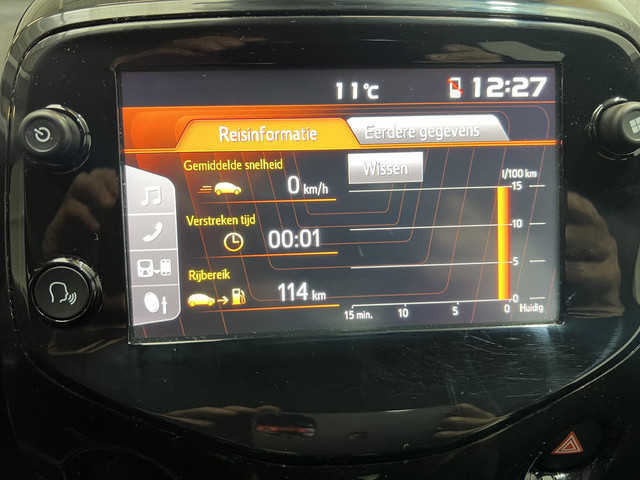 11°C 12:27
Reisinformatie Eerdere gegevens
Gemiddelde snelheid Wissen l/100 km
0 km/h 15
Verstreken tijd 10
00:01
5
Rijbereik
114 km 0
15 min. 10 5 0 Huidig